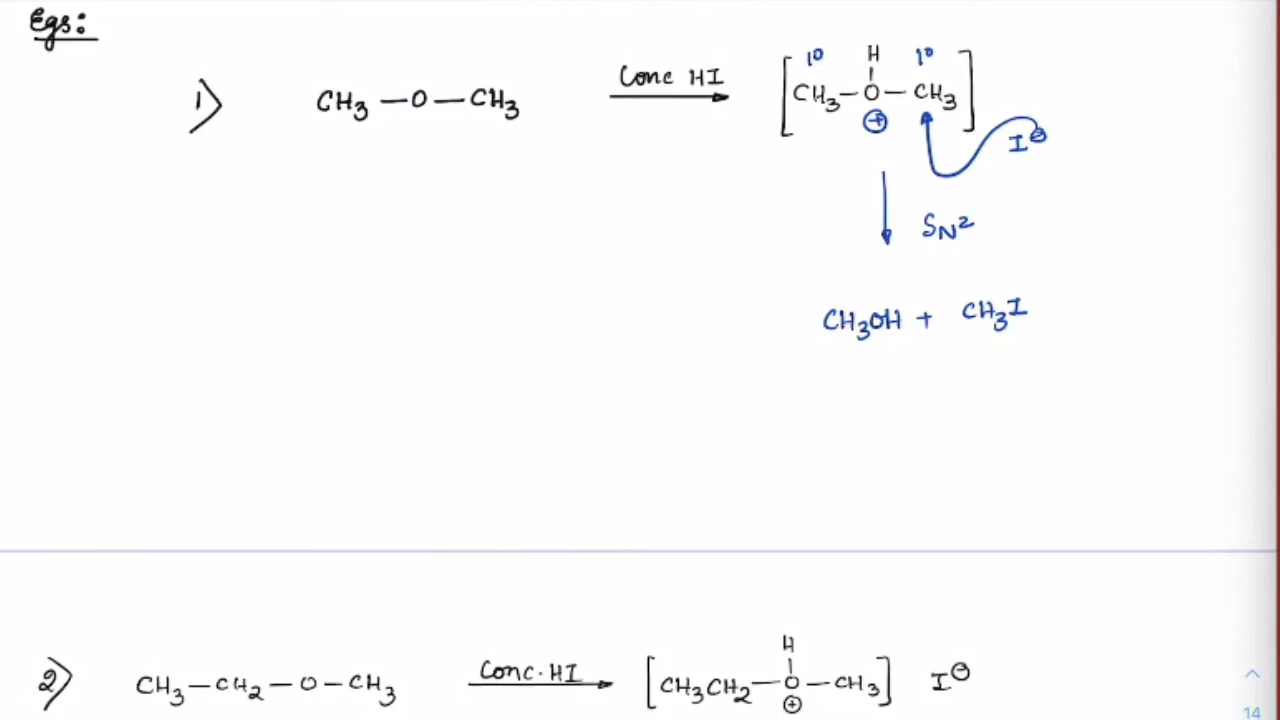 Egs:
1) CH₃—O—CH₃ Conc HI [CH₃—O—CH₃] 1° H 1° ⊕ I⊖
SN²
CH₃OH + CH₃I
2) CH₃—CH₂—O—CH₃ Conc. HI [CH₃CH₂—O—CH₃] H ⊕ I⊖
14